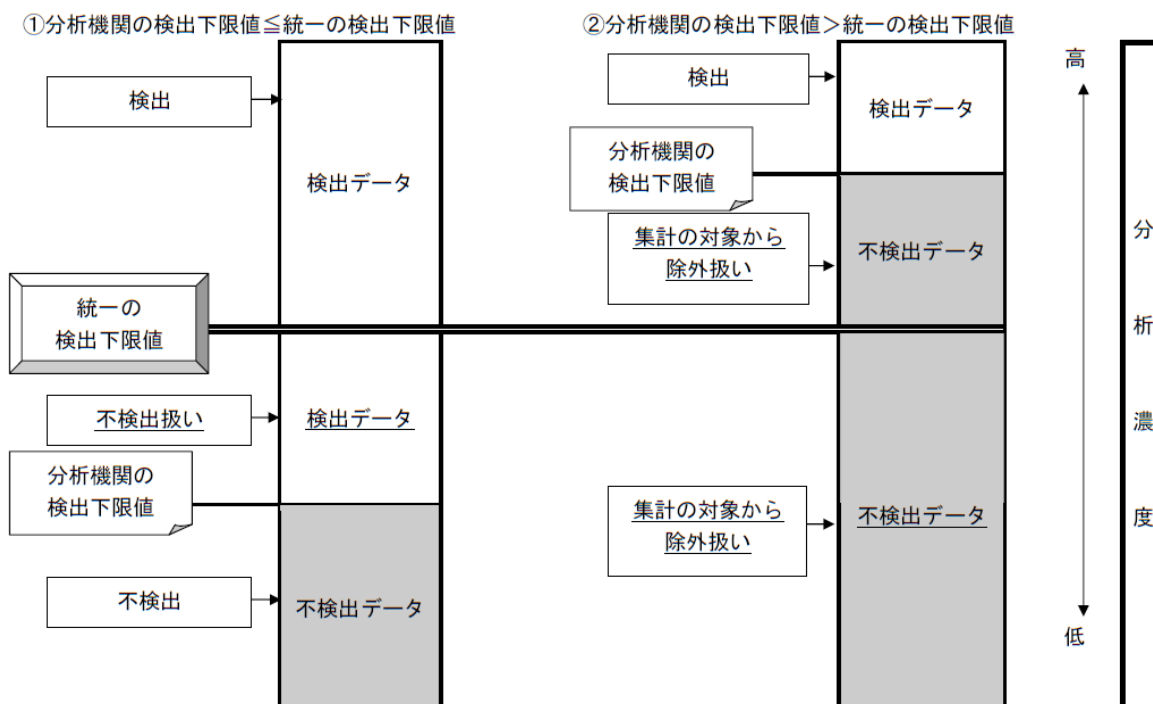 ①分析機関の検出下限値≦統一の検出下限値
検出
検出データ
統一の
検出下限値
不検出扱い
検出データ
分析機関の
検出下限値
不検出
不検出データ
②分析機関の検出下限値＞統一の検出下限値
検出
検出データ
分析機関の
検出下限値
集計の対象から
除外扱い
不検出データ
集計の対象から
除外扱い
不検出データ
高
低
分
析
濃
度